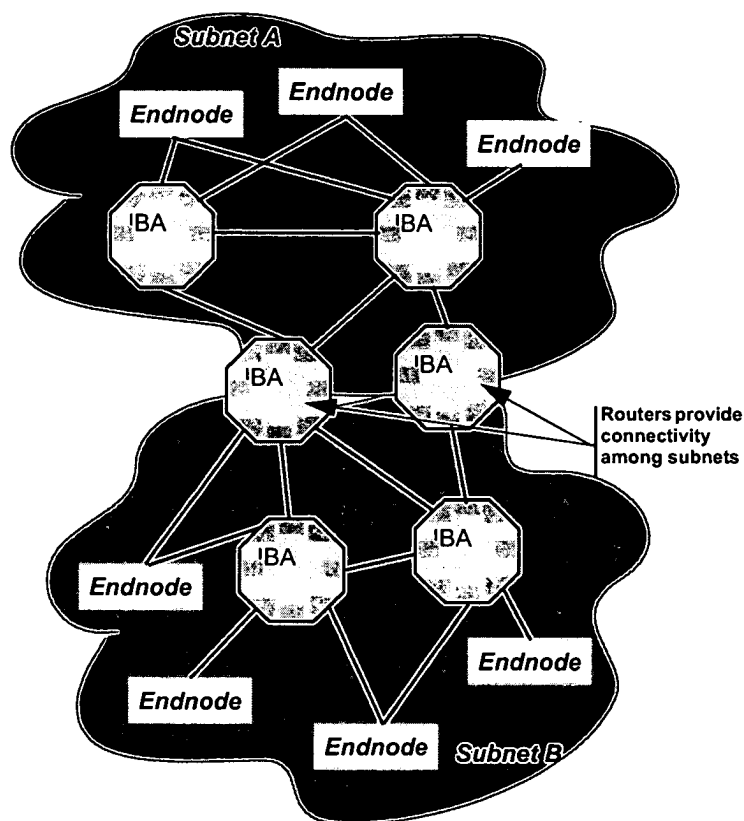 Subnet A
Endnode
Endnode
Endnode
IBA
IBA
IBA
IBA
Routers provide
connectivity
among subnets
IBA
IBA
Endnode
Endnode
Endnode
Endnode
Subnet B